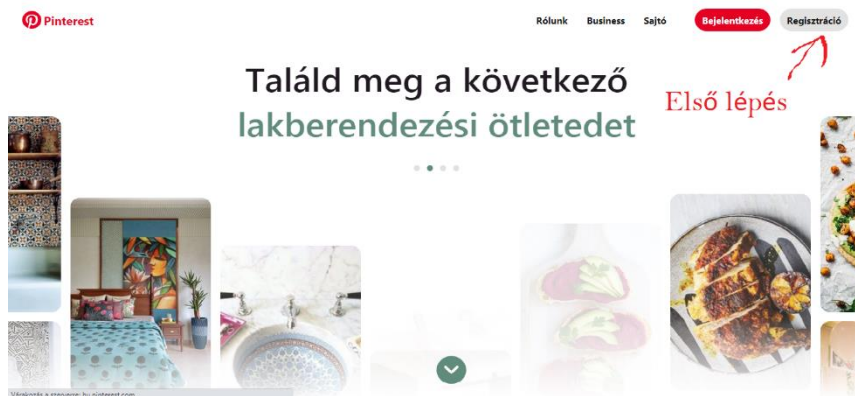 Pinterest
Rólunk Business Sajtó Bejelentkezés Regisztráció
Találd meg a következő
lakberendezési ötletedet
Első lépés